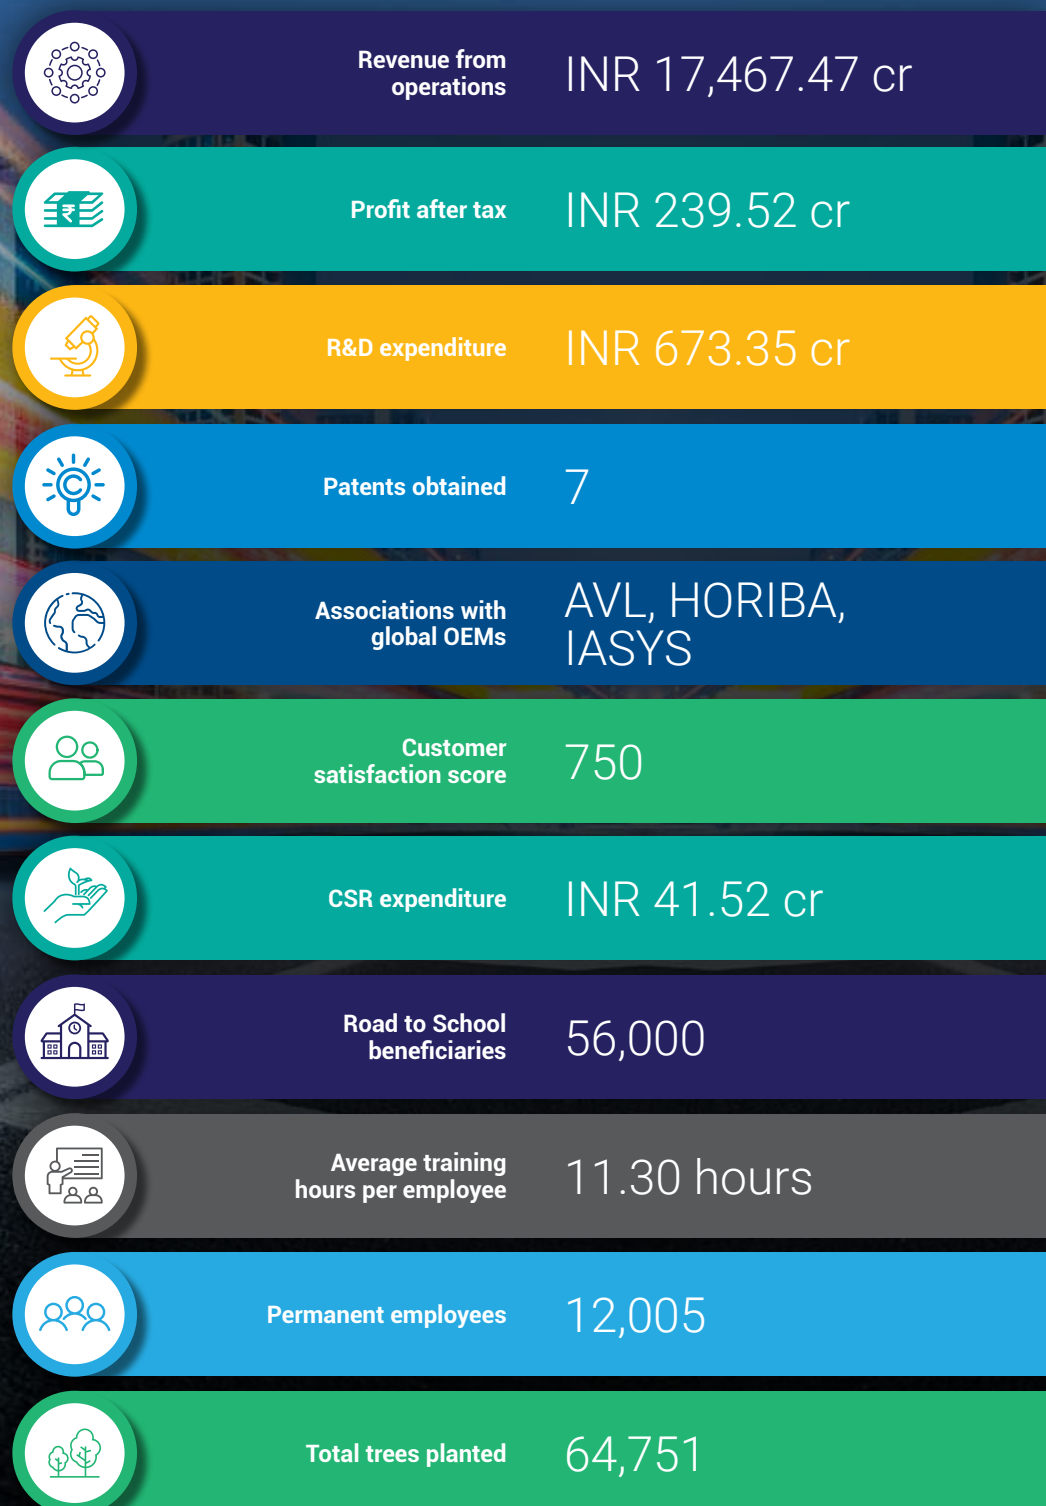 Revenue from
operations
INR 17,467.47 cr
₹
Profit after tax
INR 239.52 cr
R&D expenditure
INR 673.35 cr
C
Patents obtained
7
Associations with
global OEMs
AVL, HORIBA,
IASYS
Customer
satisfaction score
750
CSR expenditure
INR 41.52 cr
Road to School
beneficiaries
56,000
Average training
hours per employee
11.30 hours
Permanent employees
12,005
Total trees planted
64,751